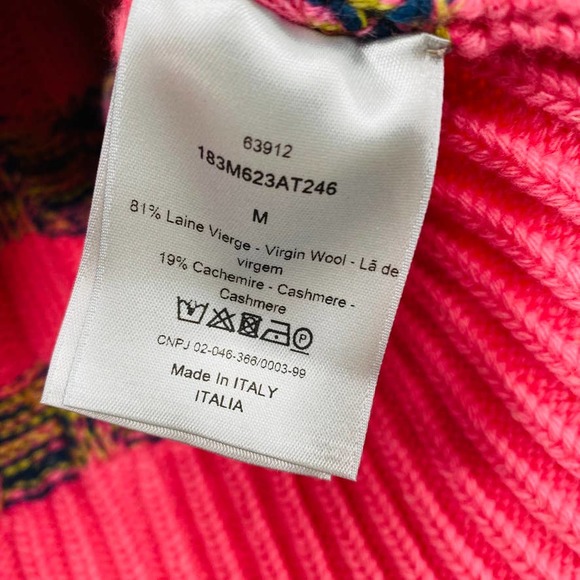 63912
183M623AT246
M
81% Laine Vierge - Virgin Wool - Lã de
virgem
19% Cachemire - Cashmere -
Cashmere
CNPJ 02-046-366/0003-99
Made In ITALY
ITALIA